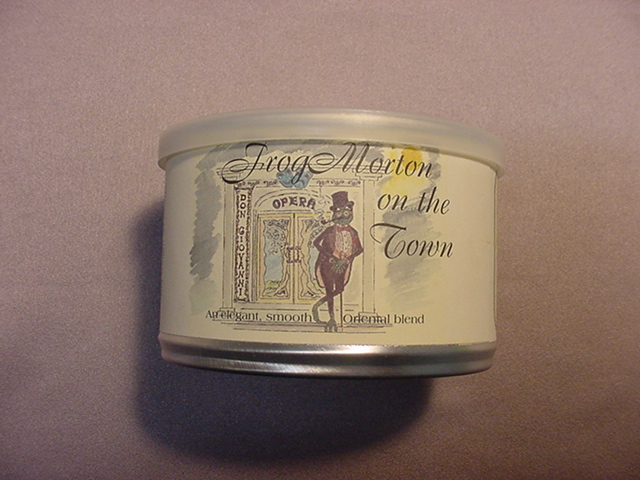 Frog Morton
on the
Town
OPERA
DON GIOVANNI
An elegant, smooth Oriental blend